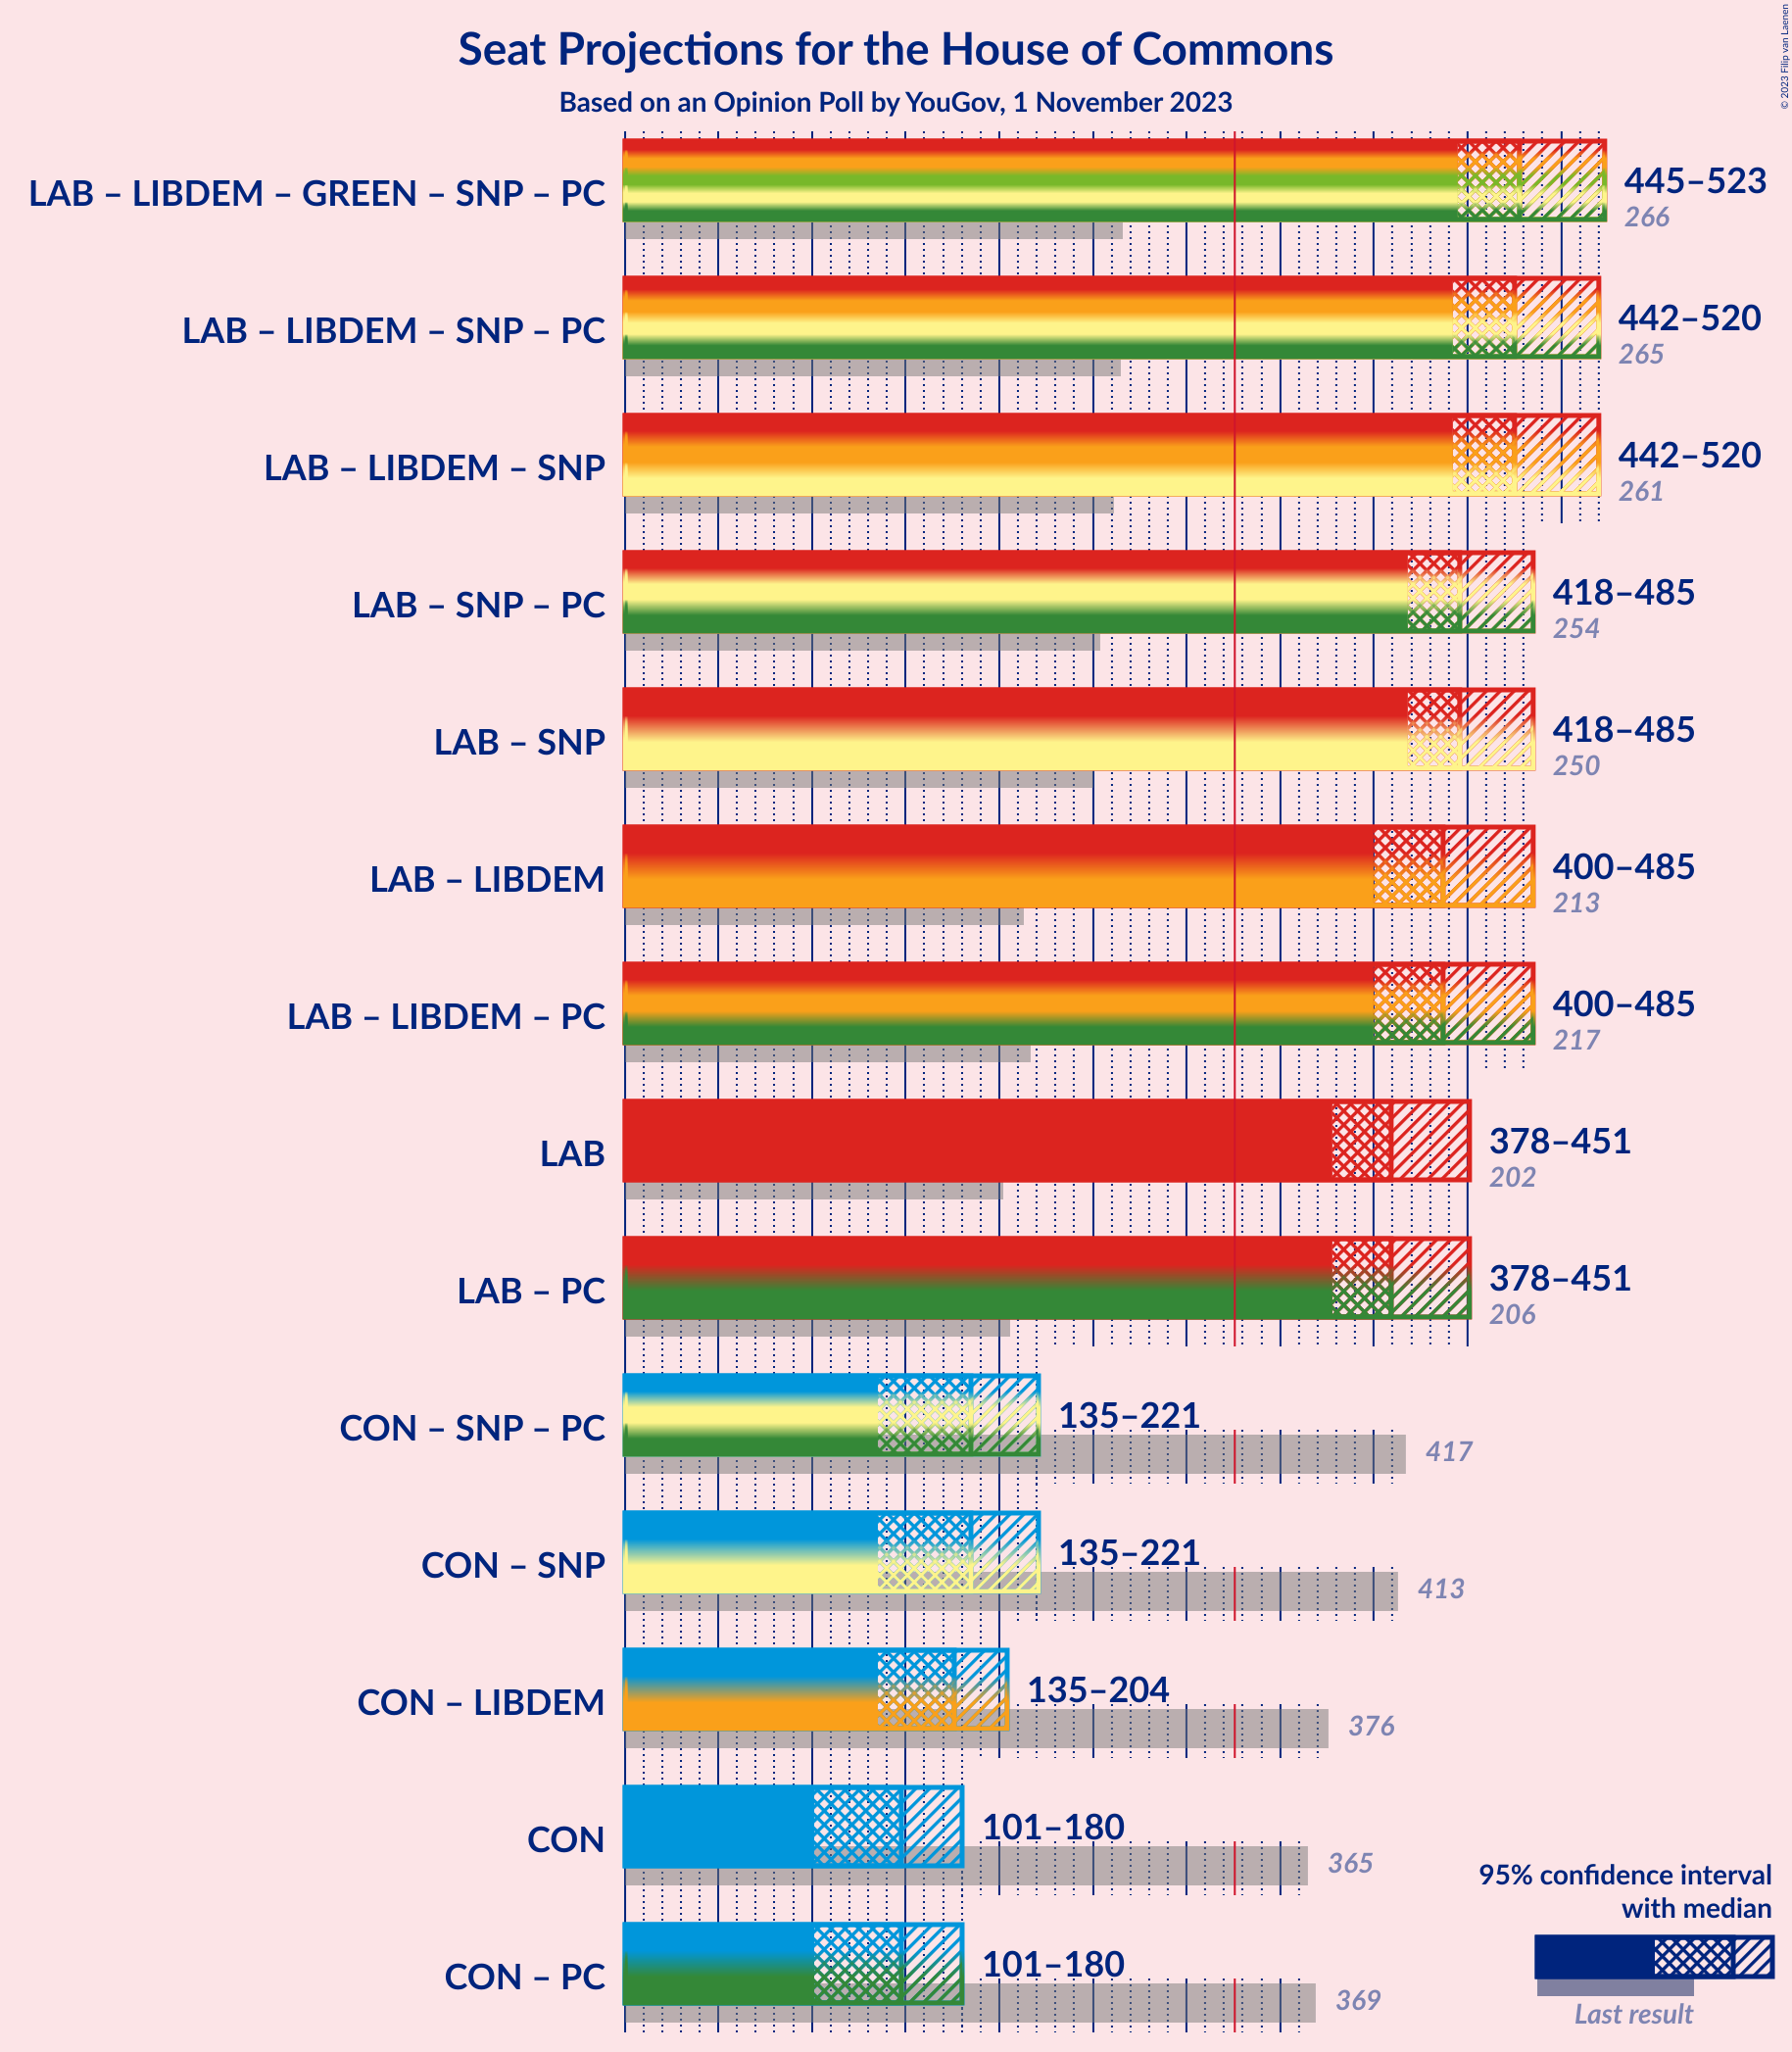 Seat Projections for the House of Commons
Based on an Opinion Poll by YouGov, 1 November 2023
© 2023 Filip van Laenen
LAB – LIBDEM – GREEN – SNP – PC
445–523
266
LAB – LIBDEM – SNP – PC
442–520
265
LAB – LIBDEM – SNP
442–520
261
LAB – SNP – PC
418–485
254
LAB – SNP
418–485
250
LAB – LIBDEM
400–485
213
LAB – LIBDEM – PC
400–485
217
LAB
378–451
202
LAB – PC
378–451
206
CON – SNP – PC
135–221
417
CON – SNP
135–221
413
CON – LIBDEM
135–204
376
CON
101–180
365
CON – PC
101–180
369
95% confidence interval
with median
Last result